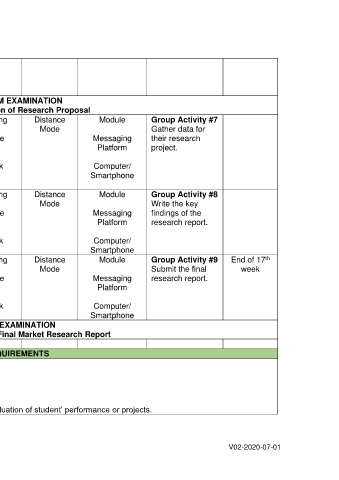 M EXAMINATION
n of Research Proposal
ng
e
k
Distance
Mode
Module
Messaging
Platform
Computer/
Smartphone
Group Activity #7
Gather data for
their research
project.
ng
e
k
Distance
Mode
Module
Messaging
Platform
Computer/
Smartphone
Group Activity #8
Write the key
findings of the
research report.
ng
e
k
Distance
Mode
Module
Messaging
Platform
Computer/
Smartphone
Group Activity #9
Submit the final
research report.
End of 17th
week
EXAMINATION
Final Market Research Report
QUIREMENTS
luation of student' performance or projects.
V02-2020-07-01